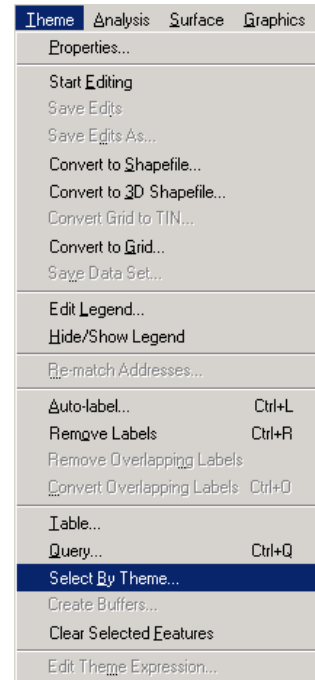 Theme Analysis Surface Graphics
Properties...
Start Editing
Save Edits
Save Edits As...
Convert to Shapefile...
Convert to 3D Shapefile...
Convert Grid to TIN...
Convert to Grid...
Save Data Set...
Edit Legend...
Hide/Show Legend
Re-match Addresses...
Auto-label... Ctrl+L
Remove Labels Ctrl+R
Remove Overlapping Labels
Convert Overlapping Labels Ctrl+O
Table...
Query... Ctrl+Q
Select By Theme...
Create Buffers...
Clear Selected Features
Edit Theme Expression...